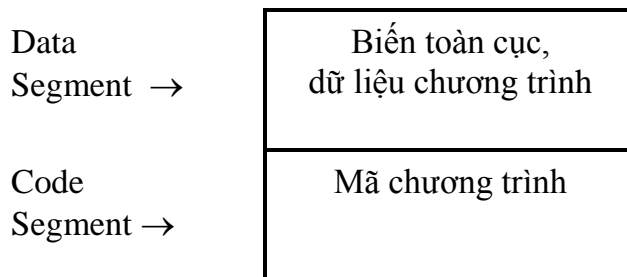 Data
Segment →
Biến toàn cục,
dữ liệu chương trình
Code
Segment →
Mã chương trình